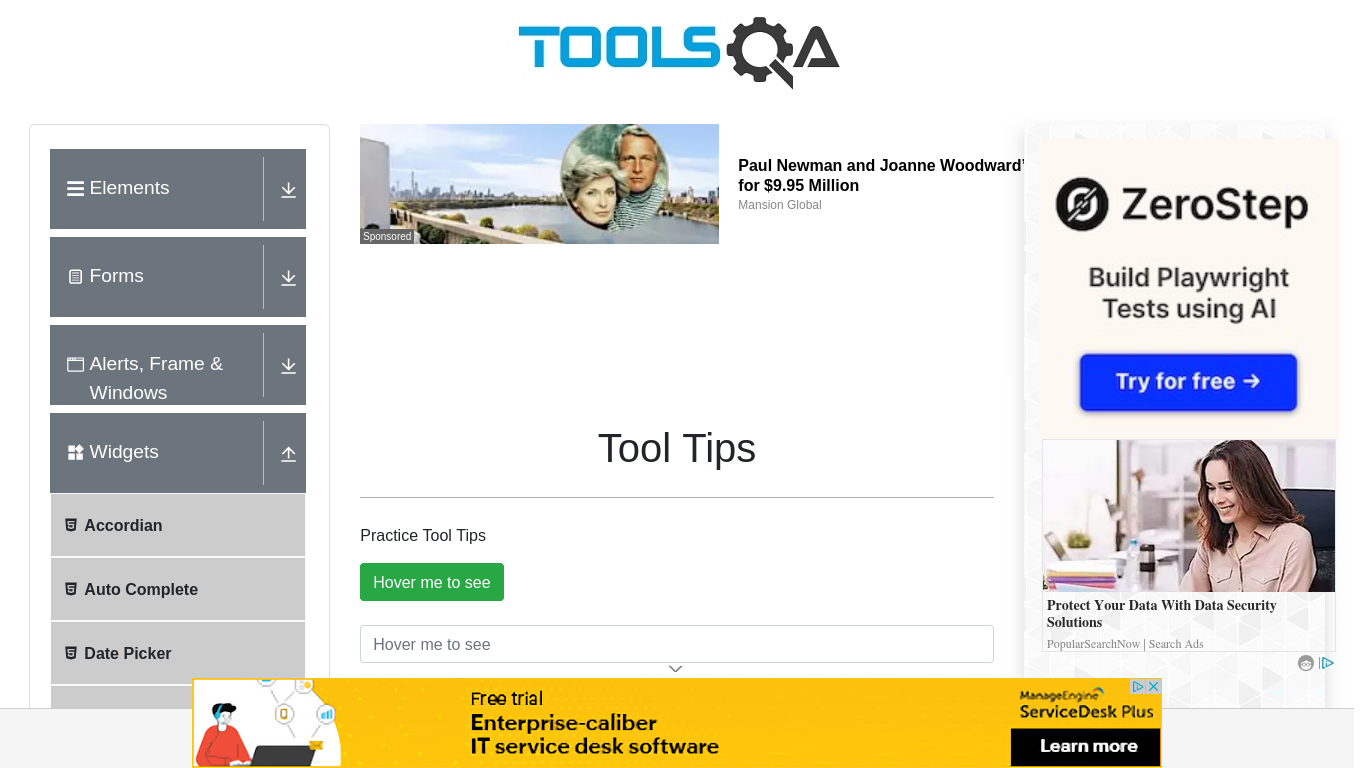 TOOLSQA
Elements
Forms
Alerts, Frame &
Windows
Widgets
Accordian
Auto Complete
Date Picker
Sponsored
Paul Newman and Joanne Woodward’
for $9.95 Million
Mansion Global
Tool Tips
Practice Tool Tips
Hover me to see
Hover me to see
ZeroStep
Build Playwright
Tests using AI
Try for free →
Protect Your Data With Data Security
Solutions
PopularSearchNow | Search Ads
Free trial
Enterprise-caliber
IT service desk software
ManageEngine
ServiceDesk Plus
Learn more